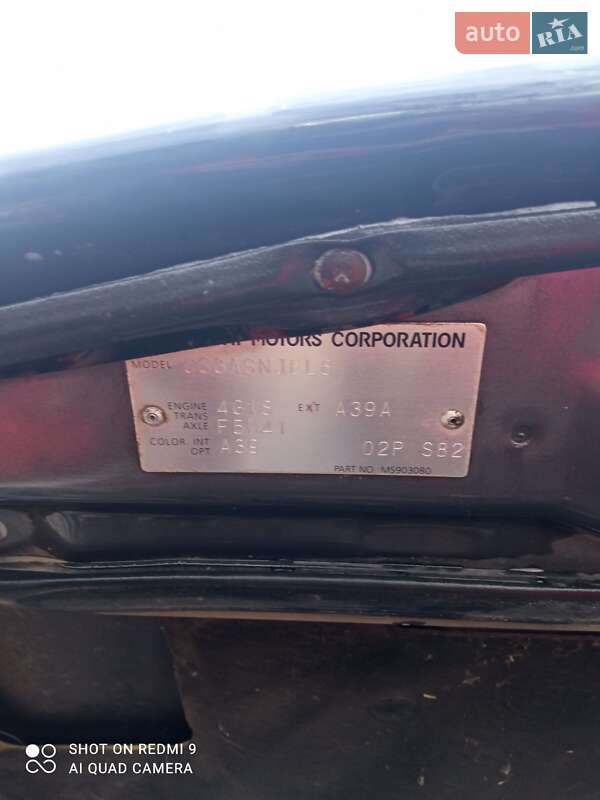 auto RIA
.com
MOTORS CORPORATION
MODEL
ENGINE EXT A39A
TRANS
AXLE
COLOR, INT
OPT 02P S82
PART NO. MS903080
SHOT ON REDMI 9
AI QUAD CAMERA